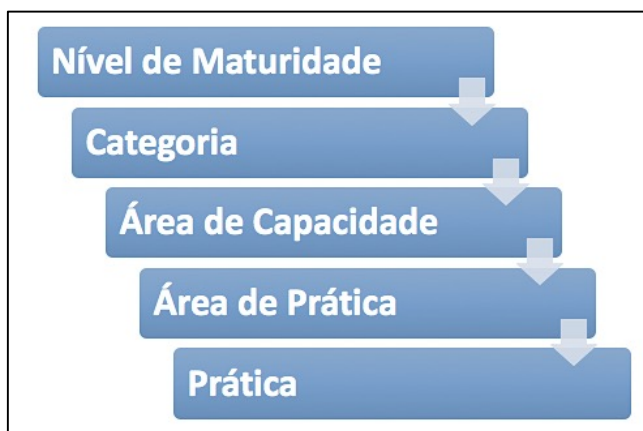 Nível de Maturidade
Categoria
Área de Capacidade
Área de Prática
Prática